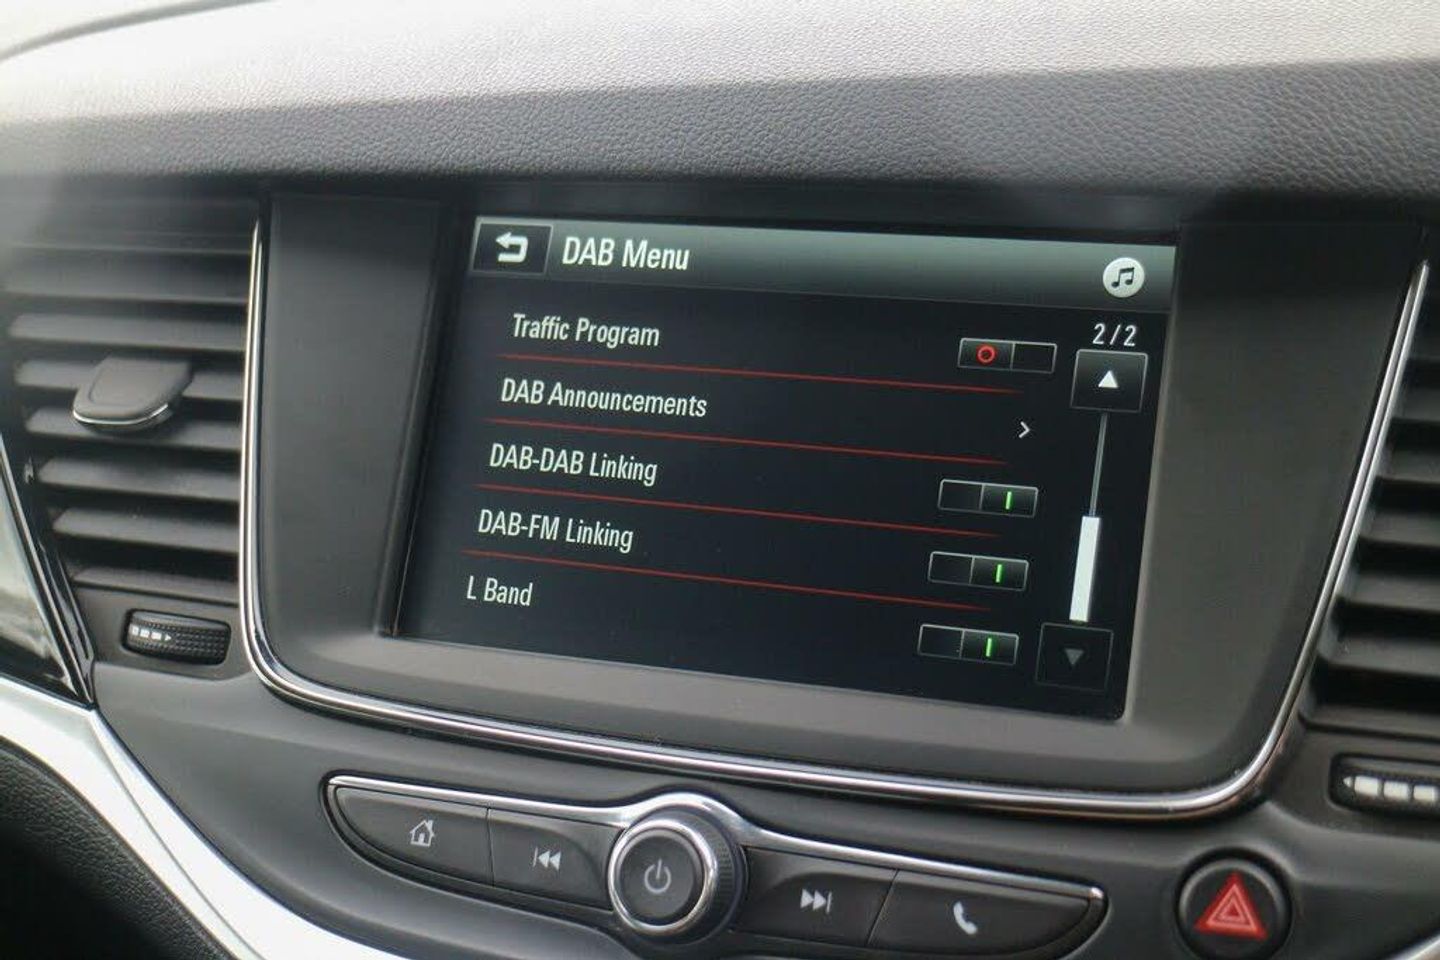 DAB Menu
2/2
Traffic Program
DAB Announcements
DAB-DAB Linking
DAB-FM Linking
L Band